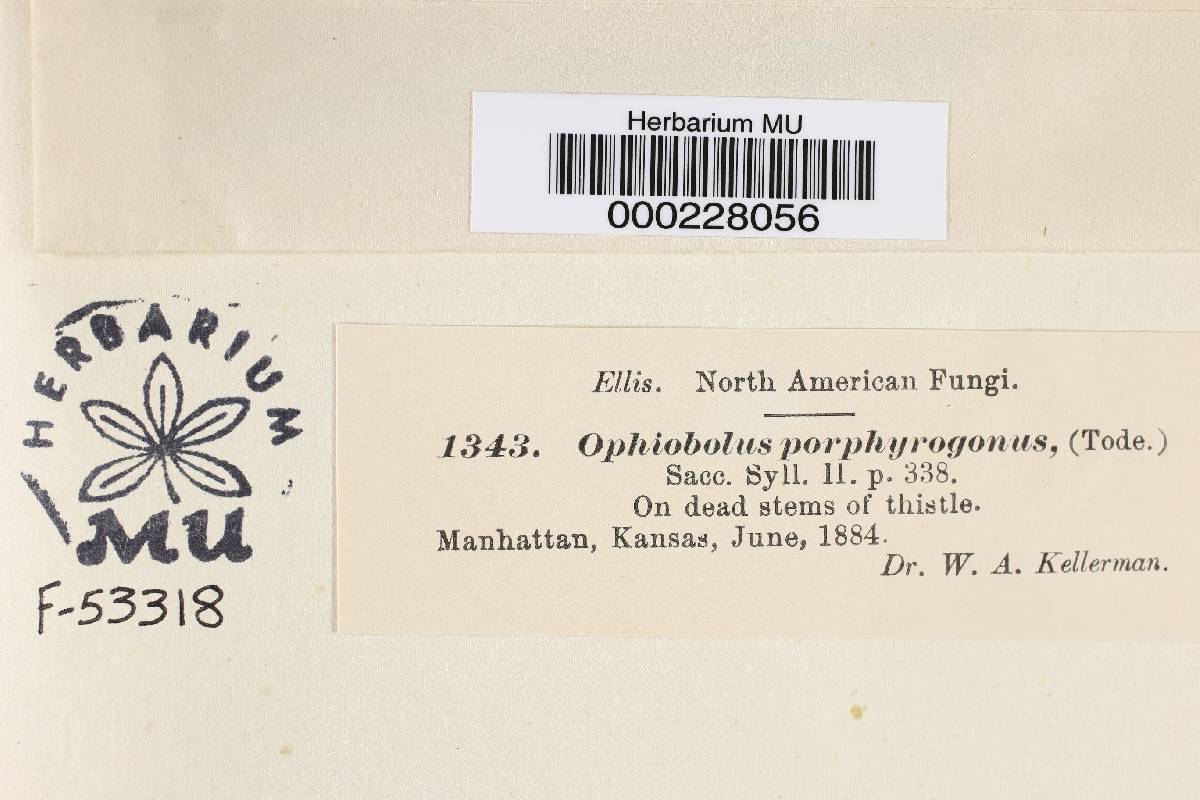 Herbarium MU
000228056
HERBARIUM
MU
F-53318
Ellis. North American Fungi.
1343. Ophiobolus porphyrogonus, (Tode.)
Sacc. Syll. II. p. 338.
On dead stems of thistle.
Manhattan, Kansas, June, 1884.
Dr. W. A. Kellerman.